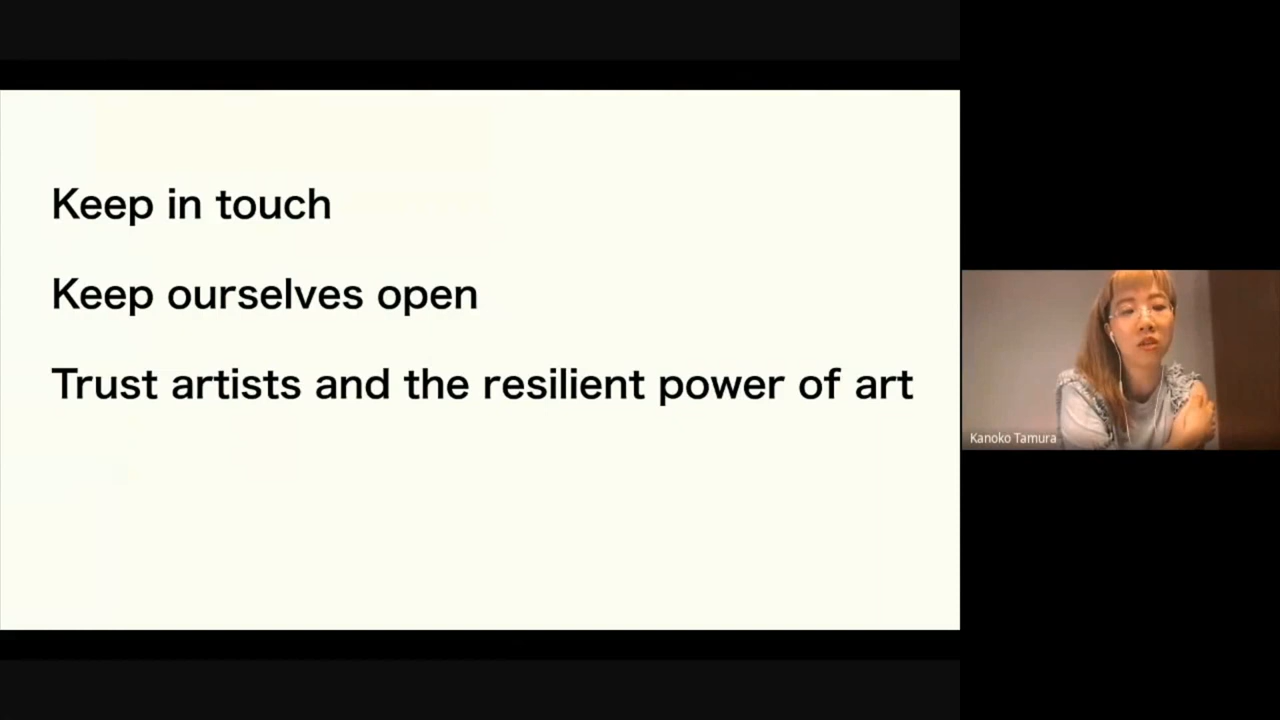 Keep in touch
Keep ourselves open
Trust artists and the resilient power of art
Kanoko Tamura